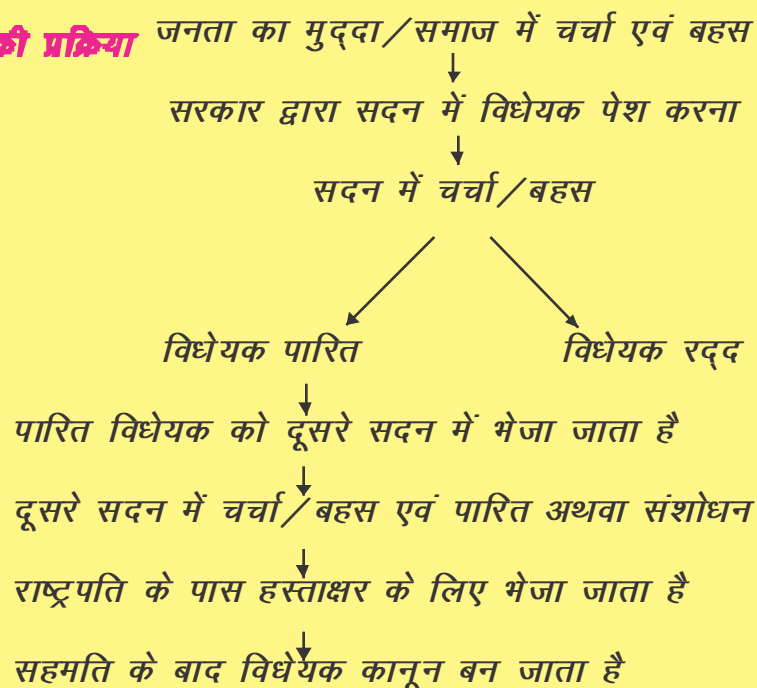 की प्रक्रिया जनता का मुद्दा/समाज में चर्चा एवं बहस
सरकार द्वारा सदन में विधेयक पेश करना
सदन में चर्चा/बहस
विधेयक पारित विधेयक रद्द
पारित विधेयक को दूसरे सदन में भेजा जाता है
दूसरे सदन में चर्चा/बहस एवं पारित अथवा संशोधन
राष्ट्रपति के पास हस्ताक्षर के लिए भेजा जाता है
सहमति के बाद विधेयक कानून बन जाता है